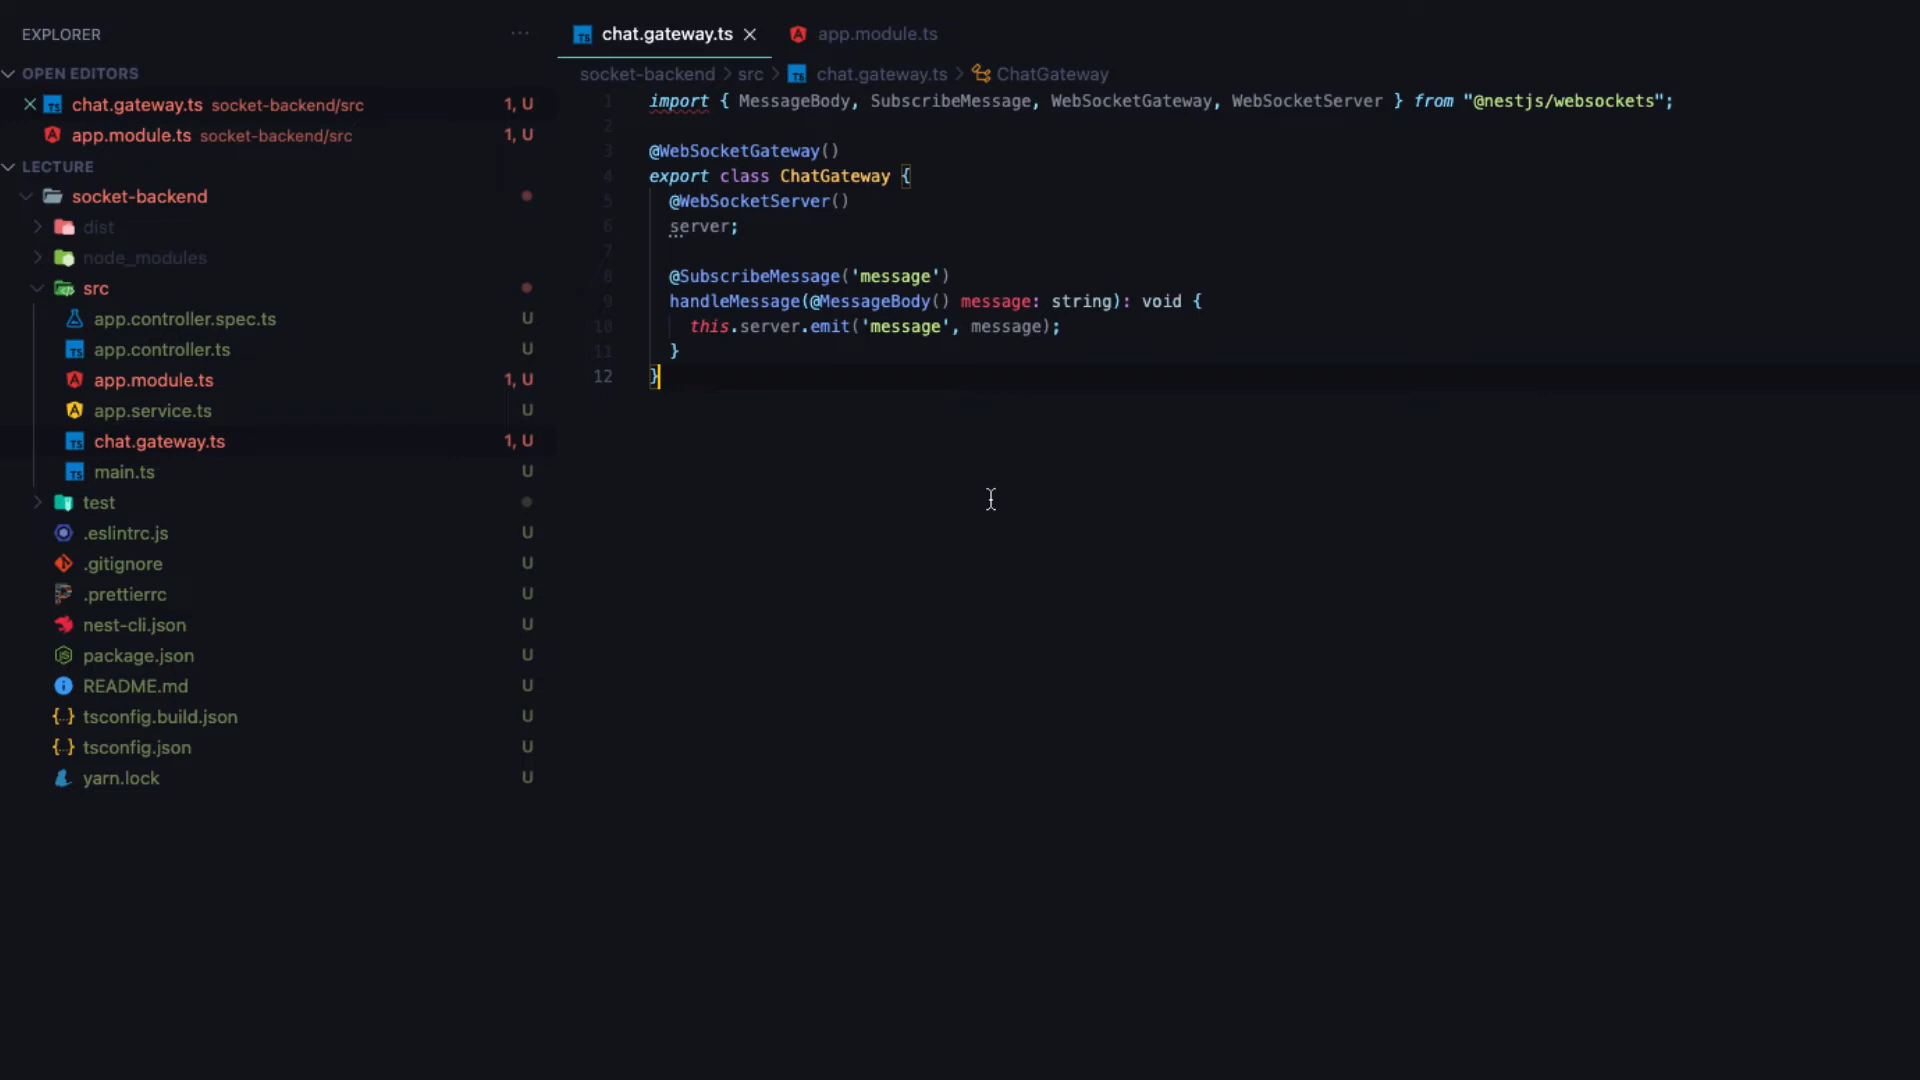 EXPLORER
OPEN EDITORS
chat.gateway.ts socket-backend/src 1, U
app.module.ts socket-backend/src 1, U
LECTURE
socket-backend
dist
node_modules
src
app.controller.spec.ts U
app.controller.ts U
app.module.ts 1, U
app.service.ts U
chat.gateway.ts 1, U
main.ts U
test
.eslintrc.js U
.gitignore U
.prettierrc U
nest-cli.json U
package.json U
README.md U
tsconfig.build.json U
tsconfig.json U
yarn.lock U
chat.gateway.ts app.module.ts
socket-backend > src > chat.gateway.ts > ChatGateway
1 import { MessageBody, SubscribeMessage, WebSocketGateway, WebSocketServer } from "@nestjs/websockets";
2
3 @WebSocketGateway()
4 export class ChatGateway {
5 @WebSocketServer()
6 server;
7
8 @SubscribeMessage('message')
9 handleMessage(@MessageBody() message: string): void {
10 this.server.emit('message', message);
11 }
12 }